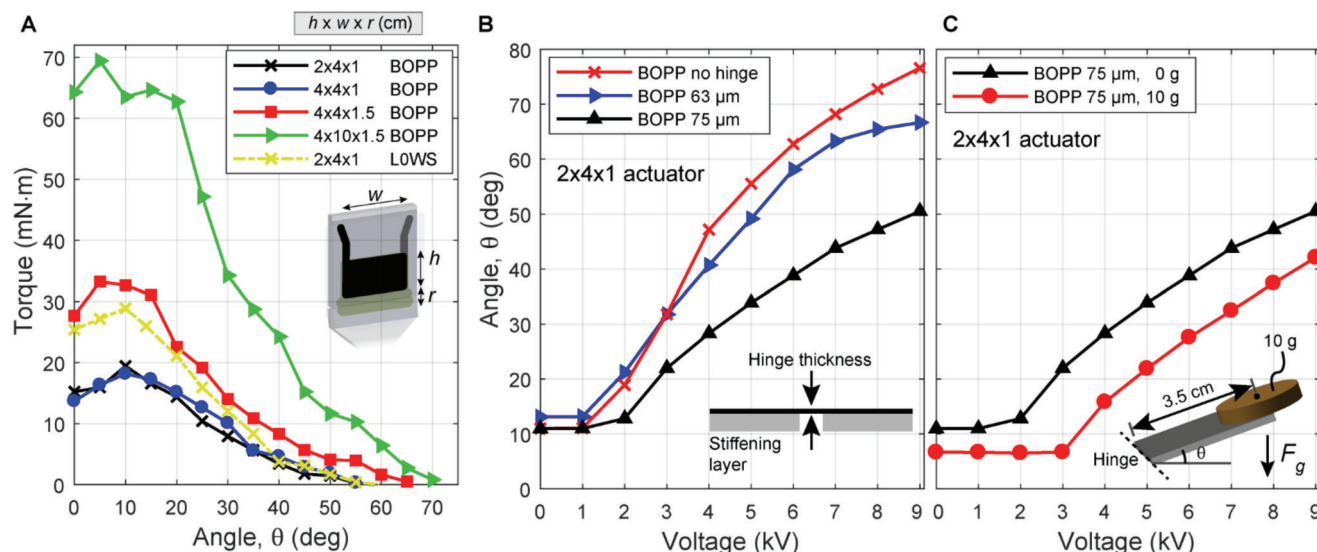 A
h x w x r (cm)
Torque (mN·m)
70
60
50
40
30
20
10
0
2x4x1 BOPP
4x4x1 BOPP
4x4x1.5 BOPP
4x10x1.5 BOPP
2x4x1 L0WS
w
h
r
0 10 20 30 40 50 60 70
Angle, θ (deg)
B
Angle, θ (deg)
80
70
60
50
40
30
20
10
0
BOPP no hinge
BOPP 63 µm
BOPP 75 µm
2x4x1 actuator
Hinge thickness
Stiffening
layer
0 1 2 3 4 5 6 7 8 9
Voltage (kV)
C
BOPP 75 µm, 0 g
BOPP 75 µm, 10 g
2x4x1 actuator
10 g
3.5 cm
Hinge
θ
Fg
0 1 2 3 4 5 6 7 8 9
Voltage (kV)